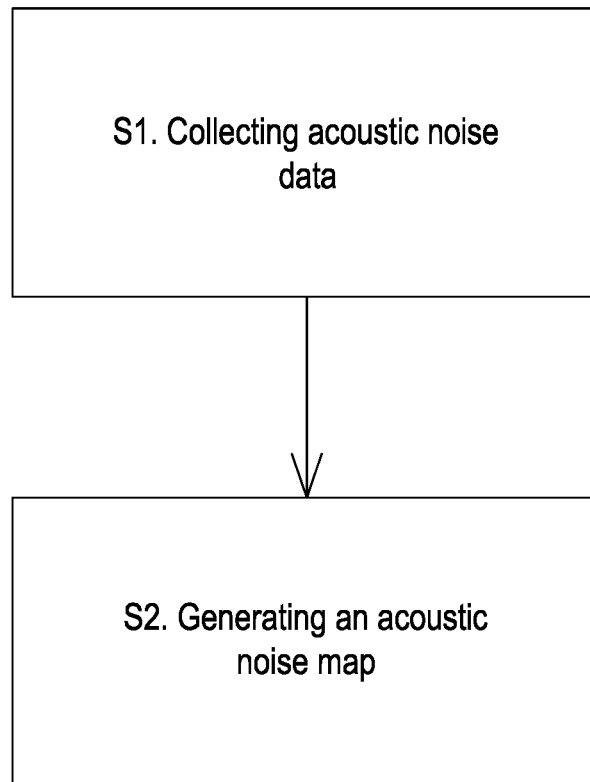 S1. Collecting acoustic noise
data
S2. Generating an acoustic
noise map